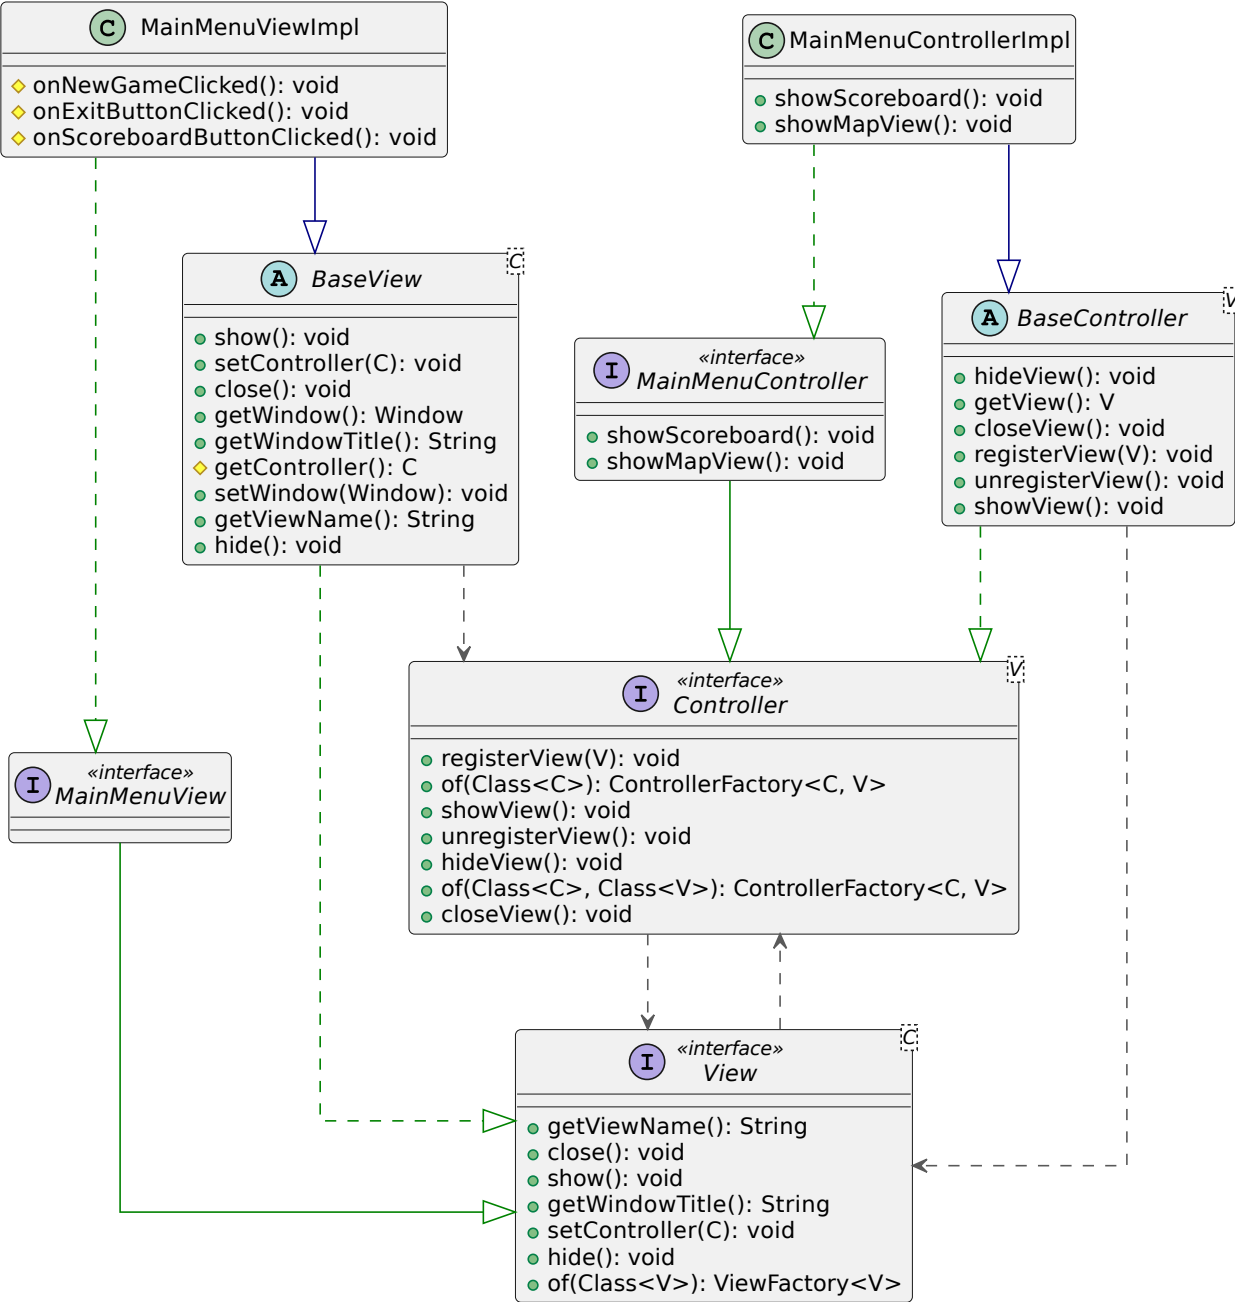 C MainMenuViewImpl
onNewGameClicked(): void
onExitButtonClicked(): void
onScoreboardButtonClicked(): void
C MainMenuControllerImpl
showScoreboard(): void
showMapView(): void
C
A BaseView
show(): void
setController(C): void
close(): void
getWindow(): Window
getWindowTitle(): String
getController(): C
setWindow(Window): void
getViewName(): String
hide(): void
«interface»
I MainMenuController
showScoreboard(): void
showMapView(): void
V
A BaseController
hideView(): void
getView(): V
closeView(): void
registerView(V): void
unregisterView(): void
showView(): void
«interface»
I MainMenuView
V
«interface»
I Controller
registerView(V): void
of(Class<C>): ControllerFactory<C, V>
showView(): void
unregisterView(): void
hideView(): void
of(Class<C>, Class<V>): ControllerFactory<C, V>
closeView(): void
C
«interface»
I View
getViewName(): String
close(): void
show(): void
getWindowTitle(): String
setController(C): void
hide(): void
of(Class<V>): ViewFactory<V>